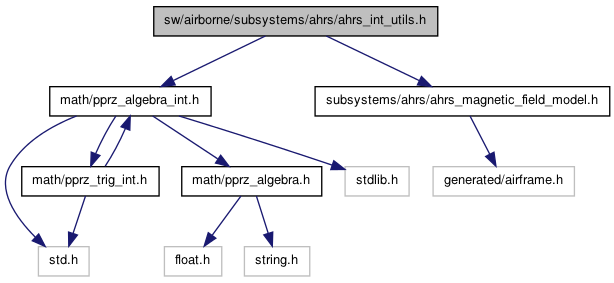 sw/airborne/subsystems/ahrs/ahrs_int_utils.h
math/pprz_algebra_int.h
subsystems/ahrs/ahrs_magnetic_field_model.h
math/pprz_trig_int.h
math/pprz_algebra.h
stdlib.h
generated/airframe.h
std.h
float.h
string.h